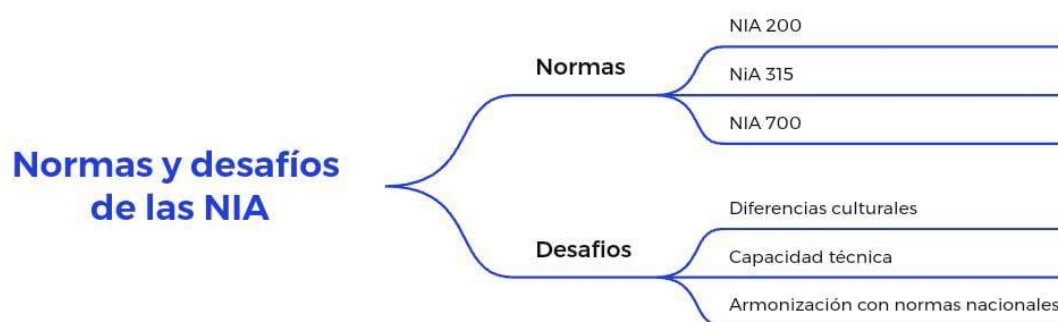 Normas y desafíos
de las NIA
Normas
NIA 200
NiA 315
NIA 700
Desafios
Diferencias culturales
Capacidad técnica
Armonización con normas nacionales